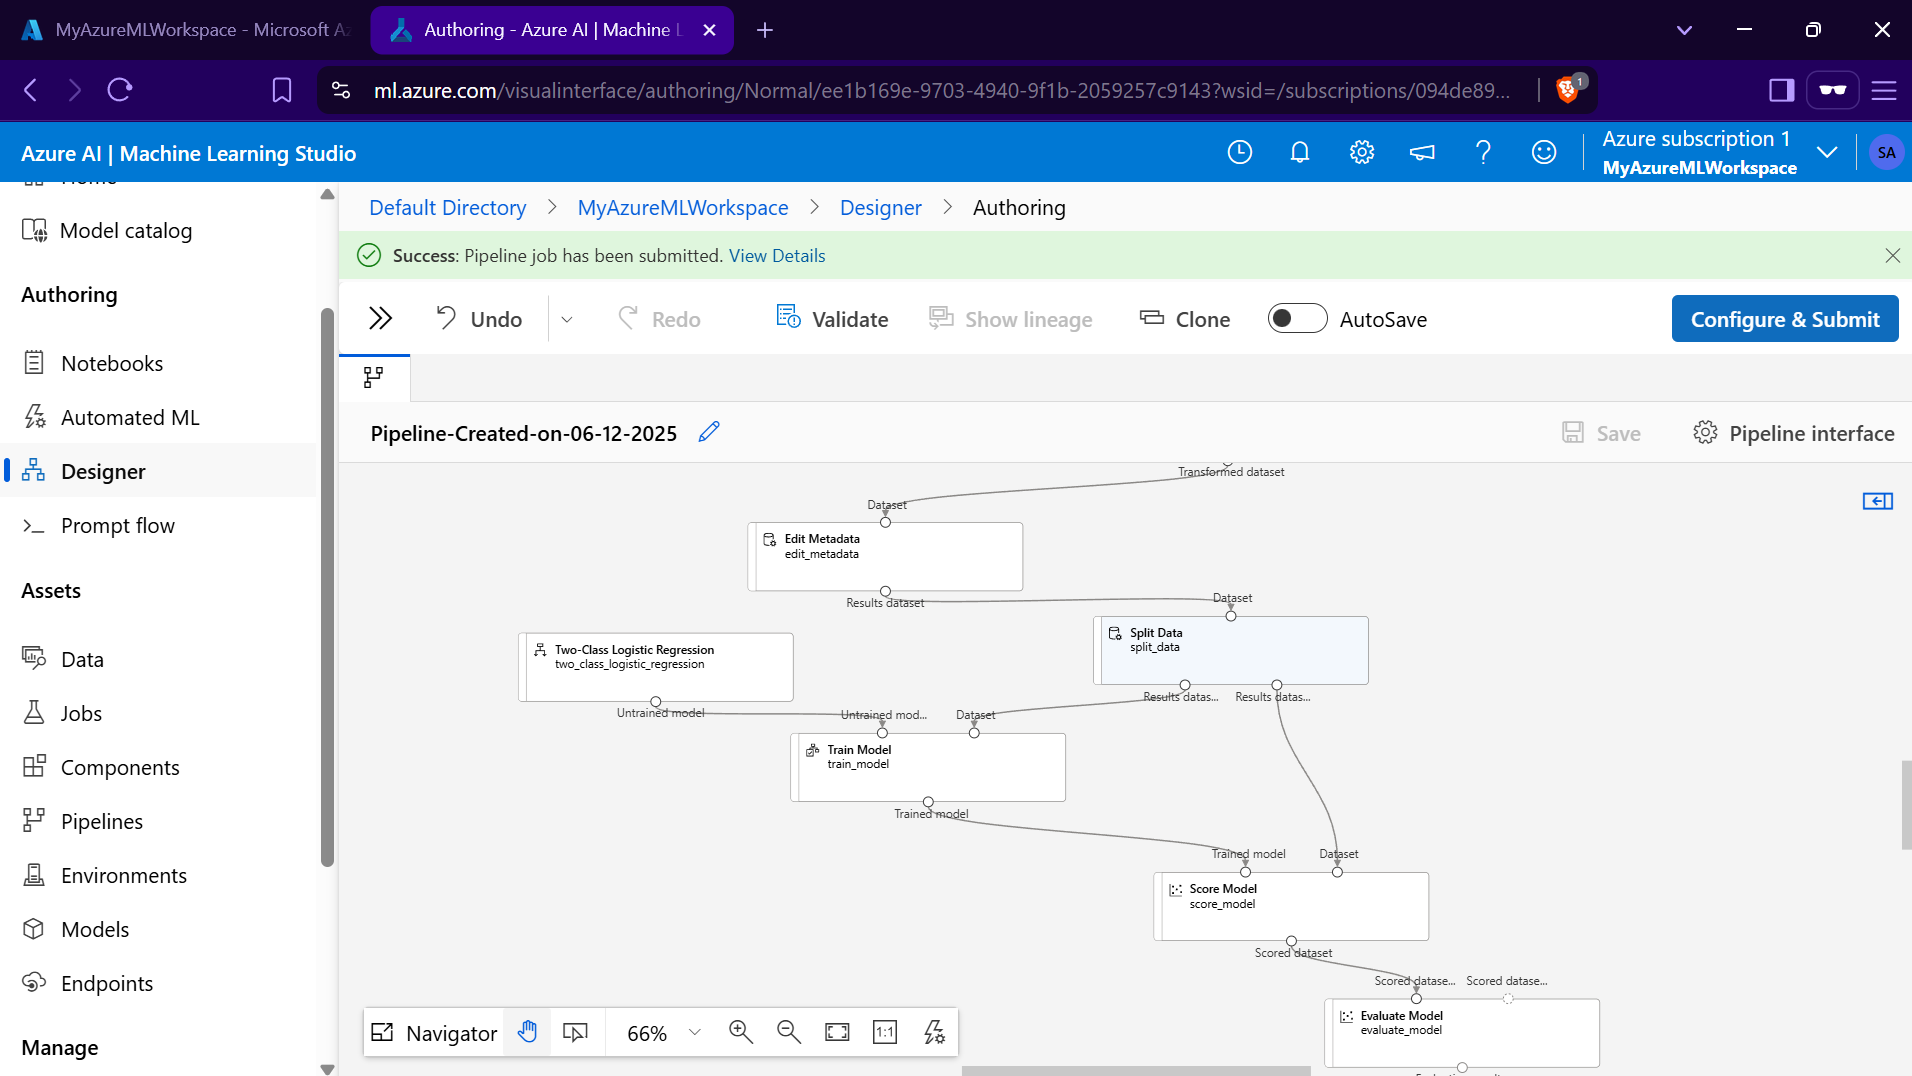 MyAzureMLWorkspace - Microsoft Az
Authoring - Azure AI | Machine L
ml.azure.com/visualinterface/authoring/Normal/ee1b169e-9703-4940-9f1b-2059257c9143?wsid=/subscriptions/094de89...
1
Azure AI | Machine Learning Studio
Azure subscription 1
MyAzureMLWorkspace
SA
Home
Model catalog
Authoring
Notebooks
Automated ML
Designer
Prompt flow
Assets
Data
Jobs
Components
Pipelines
Environments
Models
Endpoints
Manage
Default Directory > MyAzureMLWorkspace > Designer > Authoring
Success: Pipeline job has been submitted. View Details
Undo
Redo
Validate
Show lineage
Clone
AutoSave
Configure & Submit
Pipeline-Created-on-06-12-2025
Save
Pipeline interface
Transformed dataset
Dataset
Edit Metadata
edit_metadata
Results dataset
Dataset
Split Data
split_data
Results datas...
Results datas...
Two-Class Logistic Regression
two_class_logistic_regression
Untrained model
Untrained mod...
Dataset
Train Model
train_model
Trained model
Trained model
Dataset
Score Model
score_model
Scored dataset
Scored datase...
Scored datase...
Evaluate Model
evaluate_model
Navigator
66%
1:1